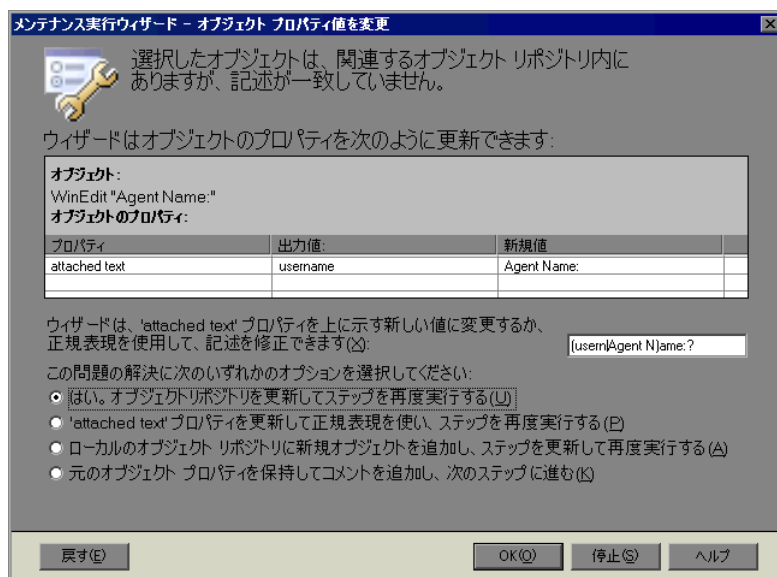 メンテナンス実行ウィザード - オブジェクト プロパティ値を変更
選択したオブジェクトは、関連するオブジェクト リポジトリ内に
ありますが、記述が一致していません。
ウィザードはオブジェクトのプロパティを次のように更新できます:
オブジェクト:
WinEdit "Agent Name:"
オブジェクトのプロパティ:
プロパティ 出力値: 新規値
attached text username Agent Name:
ウィザードは、'attached text' プロパティを上に示す新しい値に変更するか、
正規表現を使用して、記述を修正できます(X): (usern|Agent N)ame:?
この問題の解決に次のいずれかのオプションを選択してください:
はい。オブジェクトリポジトリを更新してステップを再度実行する(U)
'attached text' プロパティを更新して正規表現を使い、ステップを再度実行する(P)
ローカルのオブジェクト リポジトリに新規オブジェクトを追加し、ステップを更新して再度実行する(A)
元のオブジェクト プロパティを保持してコメントを追加し、次のステップに進む(K)
戻す(E) OK(O) 停止(S) ヘルプ